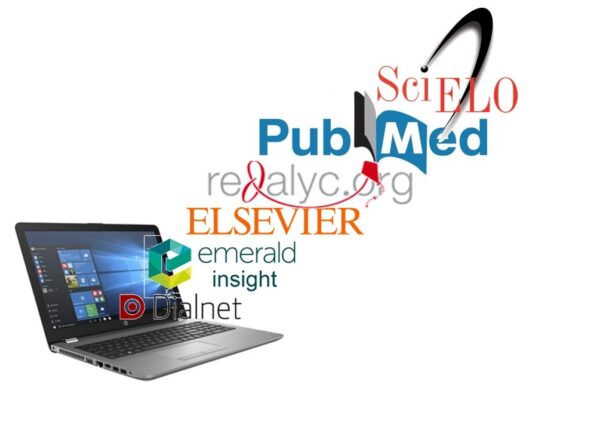 SciELO
PubMed
redalyc.org
ELSEVIER
emerald
insight
Dialnet